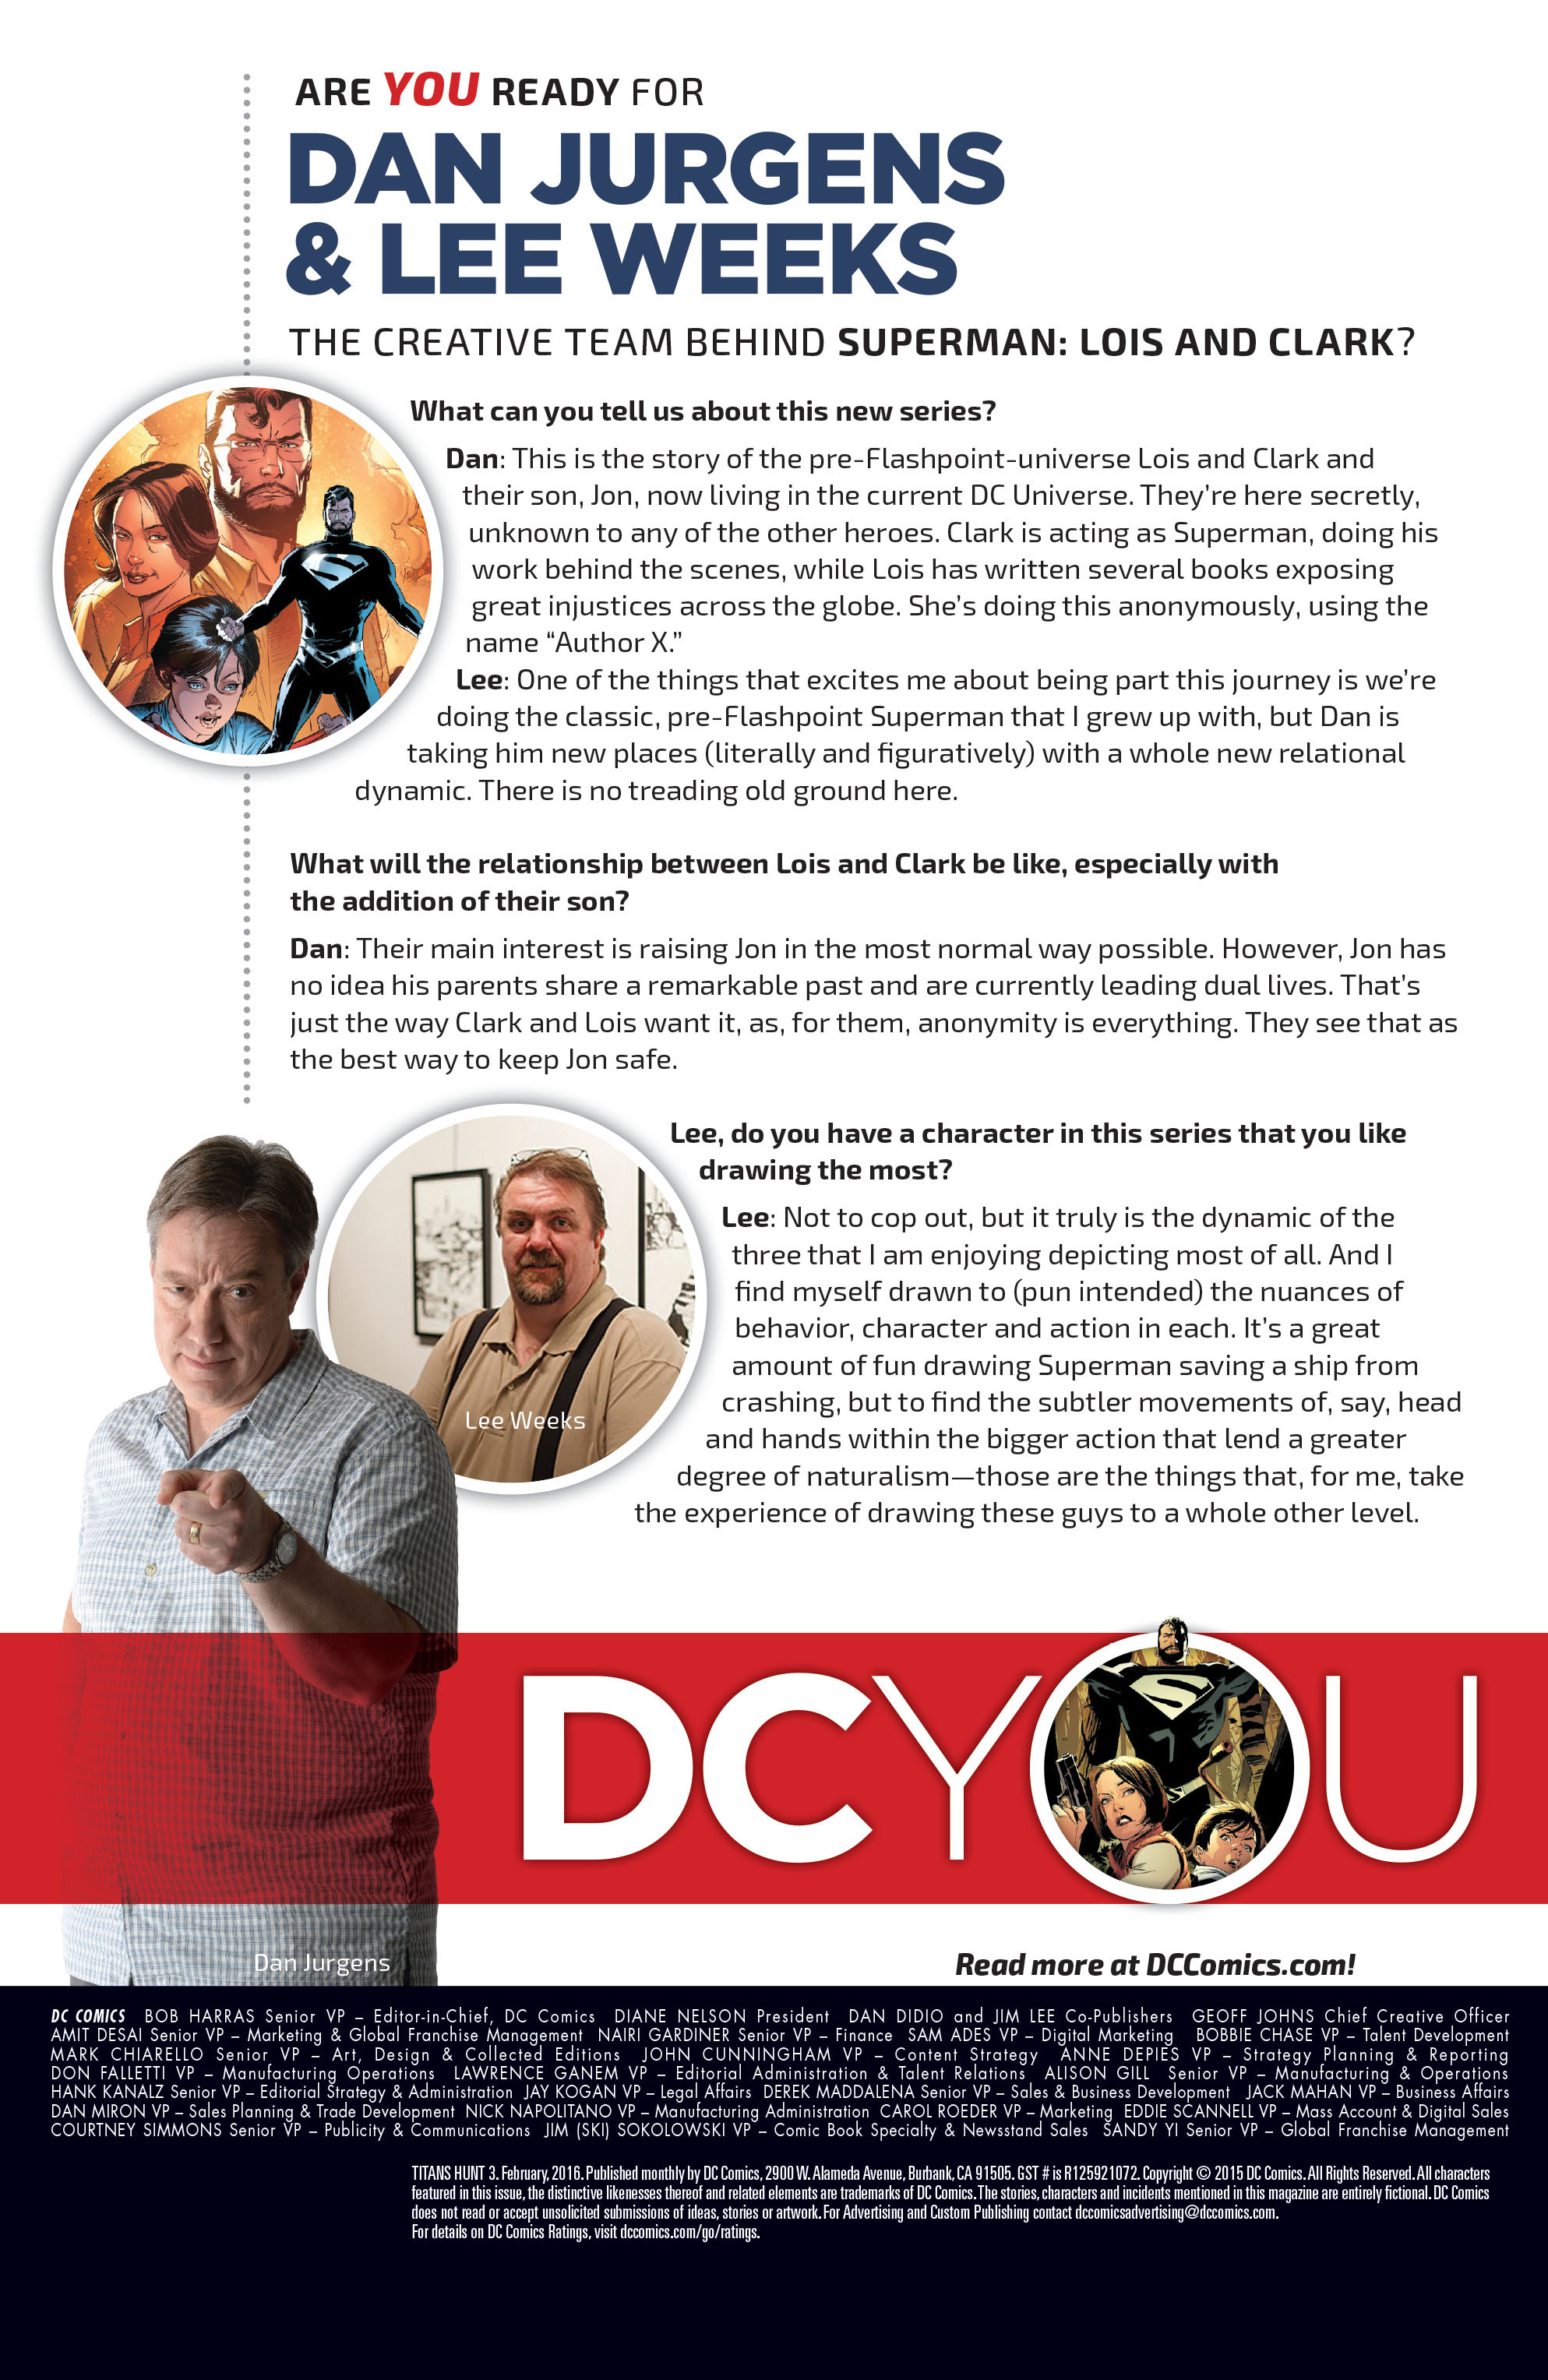 ARE YOU READY FOR
DAN JURGENS
& LEE WEEKS
THE CREATIVE TEAM BEHIND SUPERMAN: LOIS AND CLARK?
What can you tell us about this new series?
Dan: This is the story of the pre-Flashpoint-universe Lois and Clark and
their son, Jon, now living in the current DC Universe. They’re here secretly,
unknown to any of the other heroes. Clark is acting as Superman, doing his
work behind the scenes, while Lois has written several books exposing
great injustices across the globe. She’s doing this anonymously, using the
name “Author X.”
Lee: One of the things that excites me about being part this journey is we’re
doing the classic, pre-Flashpoint Superman that I grew up with, but Dan is
taking him new places (literally and figuratively) with a whole new relational
dynamic. There is no treading old ground here.
What will the relationship between Lois and Clark be like, especially with
the addition of their son?
Dan: Their main interest is raising Jon in the most normal way possible. However, Jon has
no idea his parents share a remarkable past and are currently leading dual lives. That’s
just the way Clark and Lois want it, as, for them, anonymity is everything. They see that as
the best way to keep Jon safe.
Lee, do you have a character in this series that you like
drawing the most?
Lee: Not to cop out, but it truly is the dynamic of the
three that I am enjoying depicting most of all. And I
find myself drawn to (pun intended) the nuances of
behavior, character and action in each. It’s a great
amount of fun drawing Superman saving a ship from
crashing, but to find the subtler movements of, say, head
and hands within the bigger action that lend a greater
degree of naturalism—those are the things that, for me, take
the experience of drawing these guys to a whole other level.
Lee Weeks
DCYOU
Dan Jurgens
Read more at DCComics.com!
DC COMICS BOB HARRAS Senior VP – Editor-in-Chief, DC Comics DIANE NELSON President DAN DIDIO and JIM LEE Co-Publishers GEOFF JOHNS Chief Creative Officer
AMIT DESAI Senior VP – Marketing & Global Franchise Management NAIRI GARDINER Senior VP – Finance SAM ADES VP – Digital Marketing BOBBIE CHASE VP – Talent Development
MARK CHIARELLO Senior VP – Art, Design & Collected Editions JOHN CUNNINGHAM VP – Content Strategy ANNE DEPIES VP – Strategy Planning & Reporting
DON FALLETTI VP – Manufacturing Operations LAWRENCE GANEM VP – Editorial Administration & Talent Relations ALISON GILL Senior VP – Manufacturing & Operations
HANK KANALZ Senior VP – Editorial Strategy & Administration JAY KOGAN VP – Legal Affairs DEREK MADDALENA Senior VP – Sales & Business Development JACK MAHAN VP – Business Affairs
DAN MIRON VP – Sales Planning & Trade Development NICK NAPOLITANO VP – Manufacturing Administration CAROL ROEDER VP – Marketing EDDIE SCANNELL VP – Mass Account & Digital Sales
COURTNEY SIMMONS Senior VP – Publicity & Communications JIM (SKI) SOKOLOWSKI VP – Comic Book Specialty & Newsstand Sales SANDY YI Senior VP – Global Franchise Management
TITANS HUNT 3. February, 2016. Published monthly by DC Comics, 2900 W. Alameda Avenue, Burbank, CA 91505. GST # is R125921072. Copyright © 2015 DC Comics. All Rights Reserved. All characters
featured in this issue, the distinctive likenesses thereof and related elements are trademarks of DC Comics. The stories, characters and incidents mentioned in this magazine are entirely fictional. DC Comics
does not read or accept unsolicited submissions of ideas, stories or artwork. For Advertising and Custom Publishing contact dccomicsadvertising@dccomics.com.
For details on DC Comics Ratings, visit dccomics.com/go/ratings.